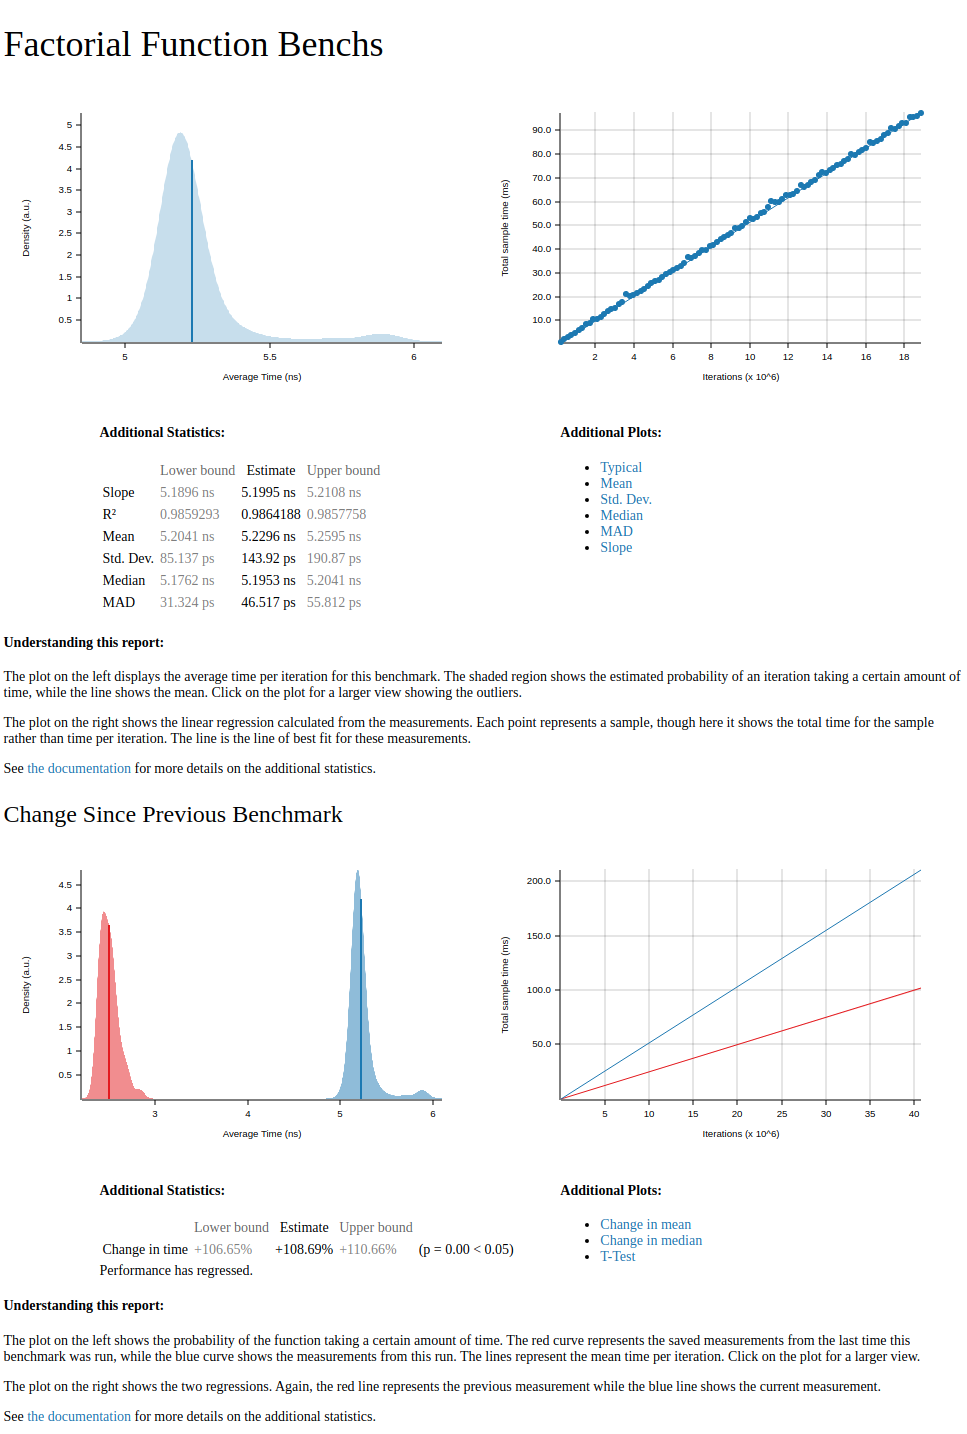 Factorial Function Benchs
5
4.5
4
3.5
3
2.5
2
1.5
1
0.5
Density (a.u.)
5
5.5
6
Average Time (ns)
90.0
80.0
70.0
60.0
50.0
40.0
30.0
20.0
10.0
Total sample time (ms)
2
4
6
8
10
12
14
16
18
Iterations (x 10^6)
Additional Statistics:
Lower bound Estimate Upper bound
Slope 5.1896 ns 5.1995 ns 5.2108 ns
R² 0.9859293 0.9864188 0.9857758
Mean 5.2041 ns 5.2296 ns 5.2595 ns
Std. Dev. 85.137 ps 143.92 ps 190.87 ps
Median 5.1762 ns 5.1953 ns 5.2041 ns
MAD 31.324 ps 46.517 ps 55.812 ps
Additional Plots:
Typical
Mean
Std. Dev.
Median
MAD
Slope
Understanding this report:
The plot on the left displays the average time per iteration for this benchmark. The shaded region shows the estimated probability of an iteration taking a certain amount of
time, while the line shows the mean. Click on the plot for a larger view showing the outliers.
The plot on the right shows the linear regression calculated from the measurements. Each point represents a sample, though here it shows the total time for the sample
rather than time per iteration. The line is the line of best fit for these measurements.
See the documentation for more details on the additional statistics.
Change Since Previous Benchmark
4.5
4
3.5
3
2.5
2
1.5
1
0.5
Density (a.u.)
3
4
5
6
Average Time (ns)
200.0
150.0
100.0
50.0
Total sample time (ms)
5
10
15
20
25
30
35
40
Iterations (x 10^6)
Additional Statistics:
Lower bound Estimate Upper bound
Change in time +106.65% +108.69% +110.66% (p = 0.00 < 0.05)
Performance has regressed.
Additional Plots:
Change in mean
Change in median
T-Test
Understanding this report:
The plot on the left shows the probability of the function taking a certain amount of time. The red curve represents the saved measurements from the last time this
benchmark was run, while the blue curve shows the measurements from this run. The lines represent the mean time per iteration. Click on the plot for a larger view.
The plot on the right shows the two regressions. Again, the red line represents the previous measurement while the blue line shows the current measurement.
See the documentation for more details on the additional statistics.